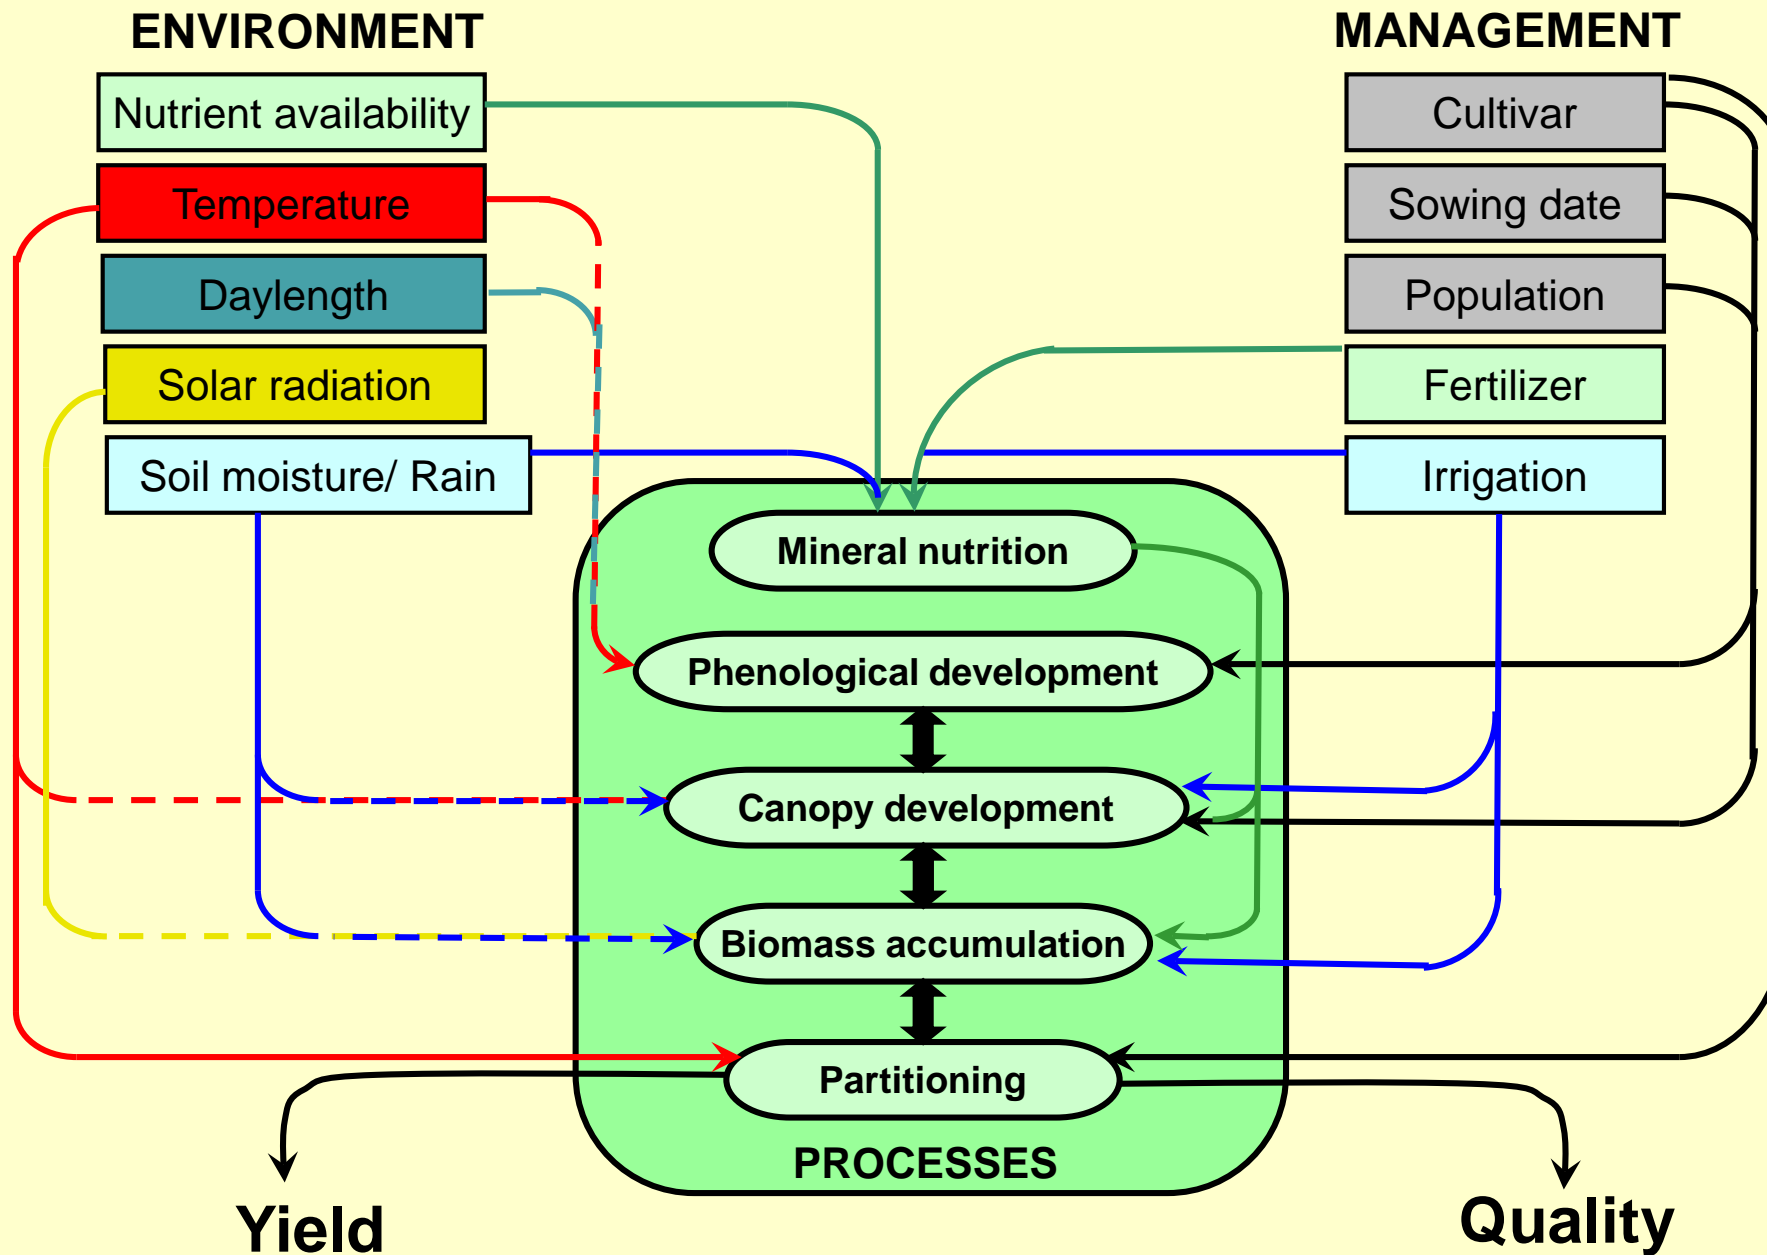 ENVIRONMENT
Nutrient availability
Temperature
Daylength
Solar radiation
Soil moisture/ Rain
MANAGEMENT
Cultivar
Sowing date
Population
Fertilizer
Irrigation
Mineral nutrition
Phenological development
Canopy development
Biomass accumulation
Partitioning
PROCESSES
Yield
Quality